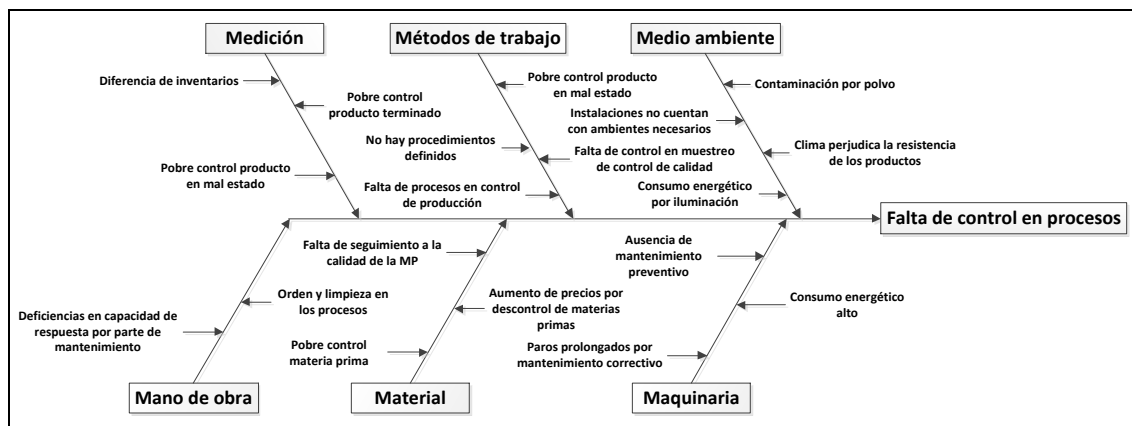 Medición
Métodos de trabajo
Medio ambiente
Diferencia de inventarios
Pobre control
producto terminado
Pobre control producto
en mal estado
Pobre control producto
en mal estado
No hay procedimientos
definidos
Falta de control en muestreo
de control de calidad
Falta de procesos en control
de producción
Contaminación por polvo
Instalaciones no cuentan
con ambientes necesarios
Clima perjudica la resistencia
de los productos
Consumo energético
por iluminación
Falta de control en procesos
Deficiencias en capacidad de
respuesta por parte de
mantenimiento
Orden y limpieza en
los procesos
Falta de seguimiento a la
calidad de la MP
Aumento de precios por
descontrol de materias
primas
Pobre control
materia prima
Ausencia de
mantenimiento
preventivo
Consumo energético
alto
Paros prolongados por
mantenimiento correctivo
Mano de obra
Material
Maquinaria